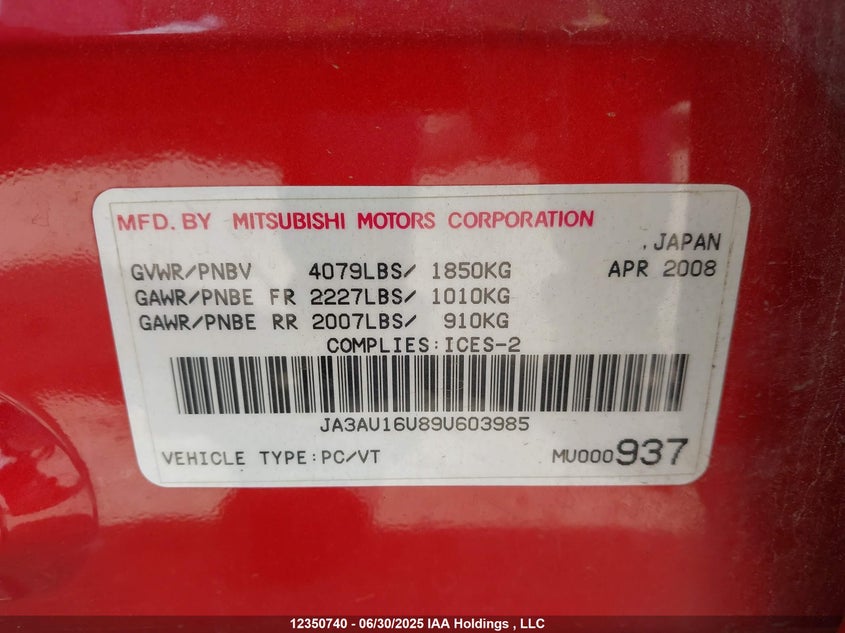 MFD. BY MITSUBISHI MOTORS CORPORATION
, JAPAN
GVWR/PNBV 4079LBS/ 1850KG APR 2008
GAWR/PNBE FR 2227LBS/ 1010KG
GAWR/PNBE RR 2007LBS/ 910KG
COMPLIES:ICES-2
JA3AU16U89U603985
VEHICLE TYPE:PC/VT MU000937
12350740 - 06/30/2025 IAA Holdings , LLC